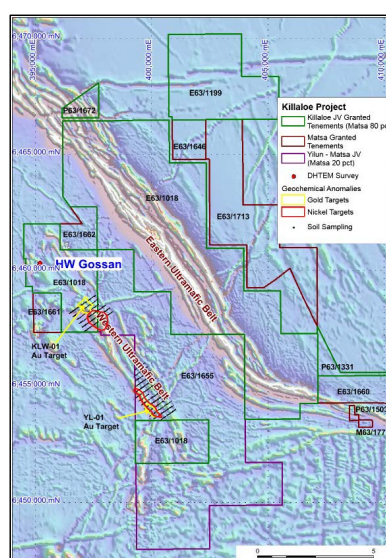 395,000 mE
400,000 mE
405,000 mE
410,000 mE
6,470,000 mN
E63/1199
P63/1672
Killaloe Project
Killaloe JV Granted
Tenements (Matsa 80 pct
Matsa Granted
Tenements
Yilun - Matsa JV
(Matsa 20 pct)
DHTEM Survey
Geochemical Anomalies
Gold Targets
Nickel Targets
Soil Sampling
6,465,000 mN
E63/1646
E63/1018
E63/1713
E63/1662
Eastern Ultramafic Belt
6,460,000 mN
HW Gossan
E63/1018
E63/1661
KLW-01
Au Target
Western Ultramafic Belt
P63/1331
E63/1655
E63/1660
6,455,000 mN
YL-01
Au Target
P63/1503
M63/177
E63/1018
6,450,000 mN
0
5